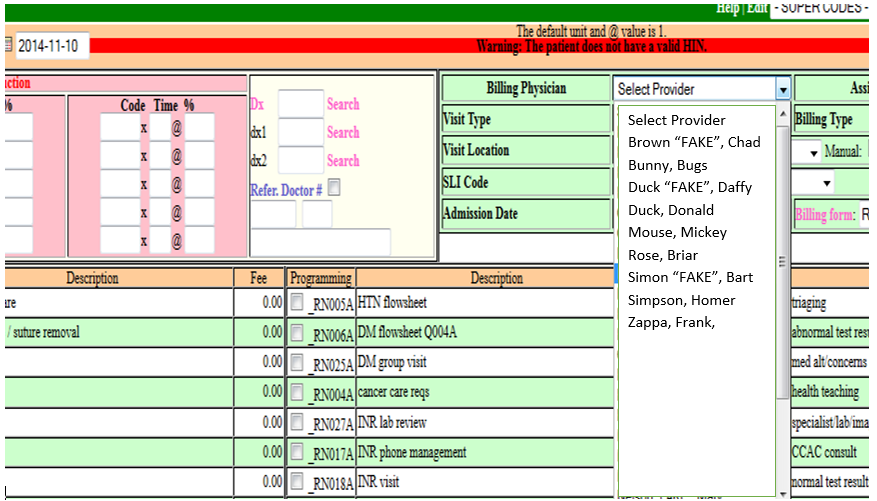 Help | Edit - SUPER CODES -
2014-11-10
The default unit and @ value is 1.
Warning: The patient does not have a valid HIN.
ction
% Code Time %
x @
x @
x @
x @
x @
Dx Search
dx1 Search
dx2 Search
Refer. Doctor #
Billing Physician
Visit Type
Visit Location
SLI Code
Admission Date
Select Provider
Select Provider
Brown “FAKE”, Chad
Bunny, Bugs
Duck “FAKE”, Daffy
Duck, Donald
Mouse, Mickey
Rose, Briar
Simon “FAKE”, Bart
Simpson, Homer
Zappa, Frank,
Assi
Billing Type
Manual:
Billing form: R
Description Fee Programming Description
are 0.00 _RN005A HTN flowsheet triaging
/ suture removal 0.00 _RN006A DM flowsheet Q004A abnormal test resu
0.00 _RN025A DM group visit med alt/concerns
0.00 _RN004A cancer care reqs health teaching
0.00 _RN027A INR lab review specialist/lab/ima
0.00 _RN017A INR phone management CCAC consult
0.00 _RN018A INR visit normal test result